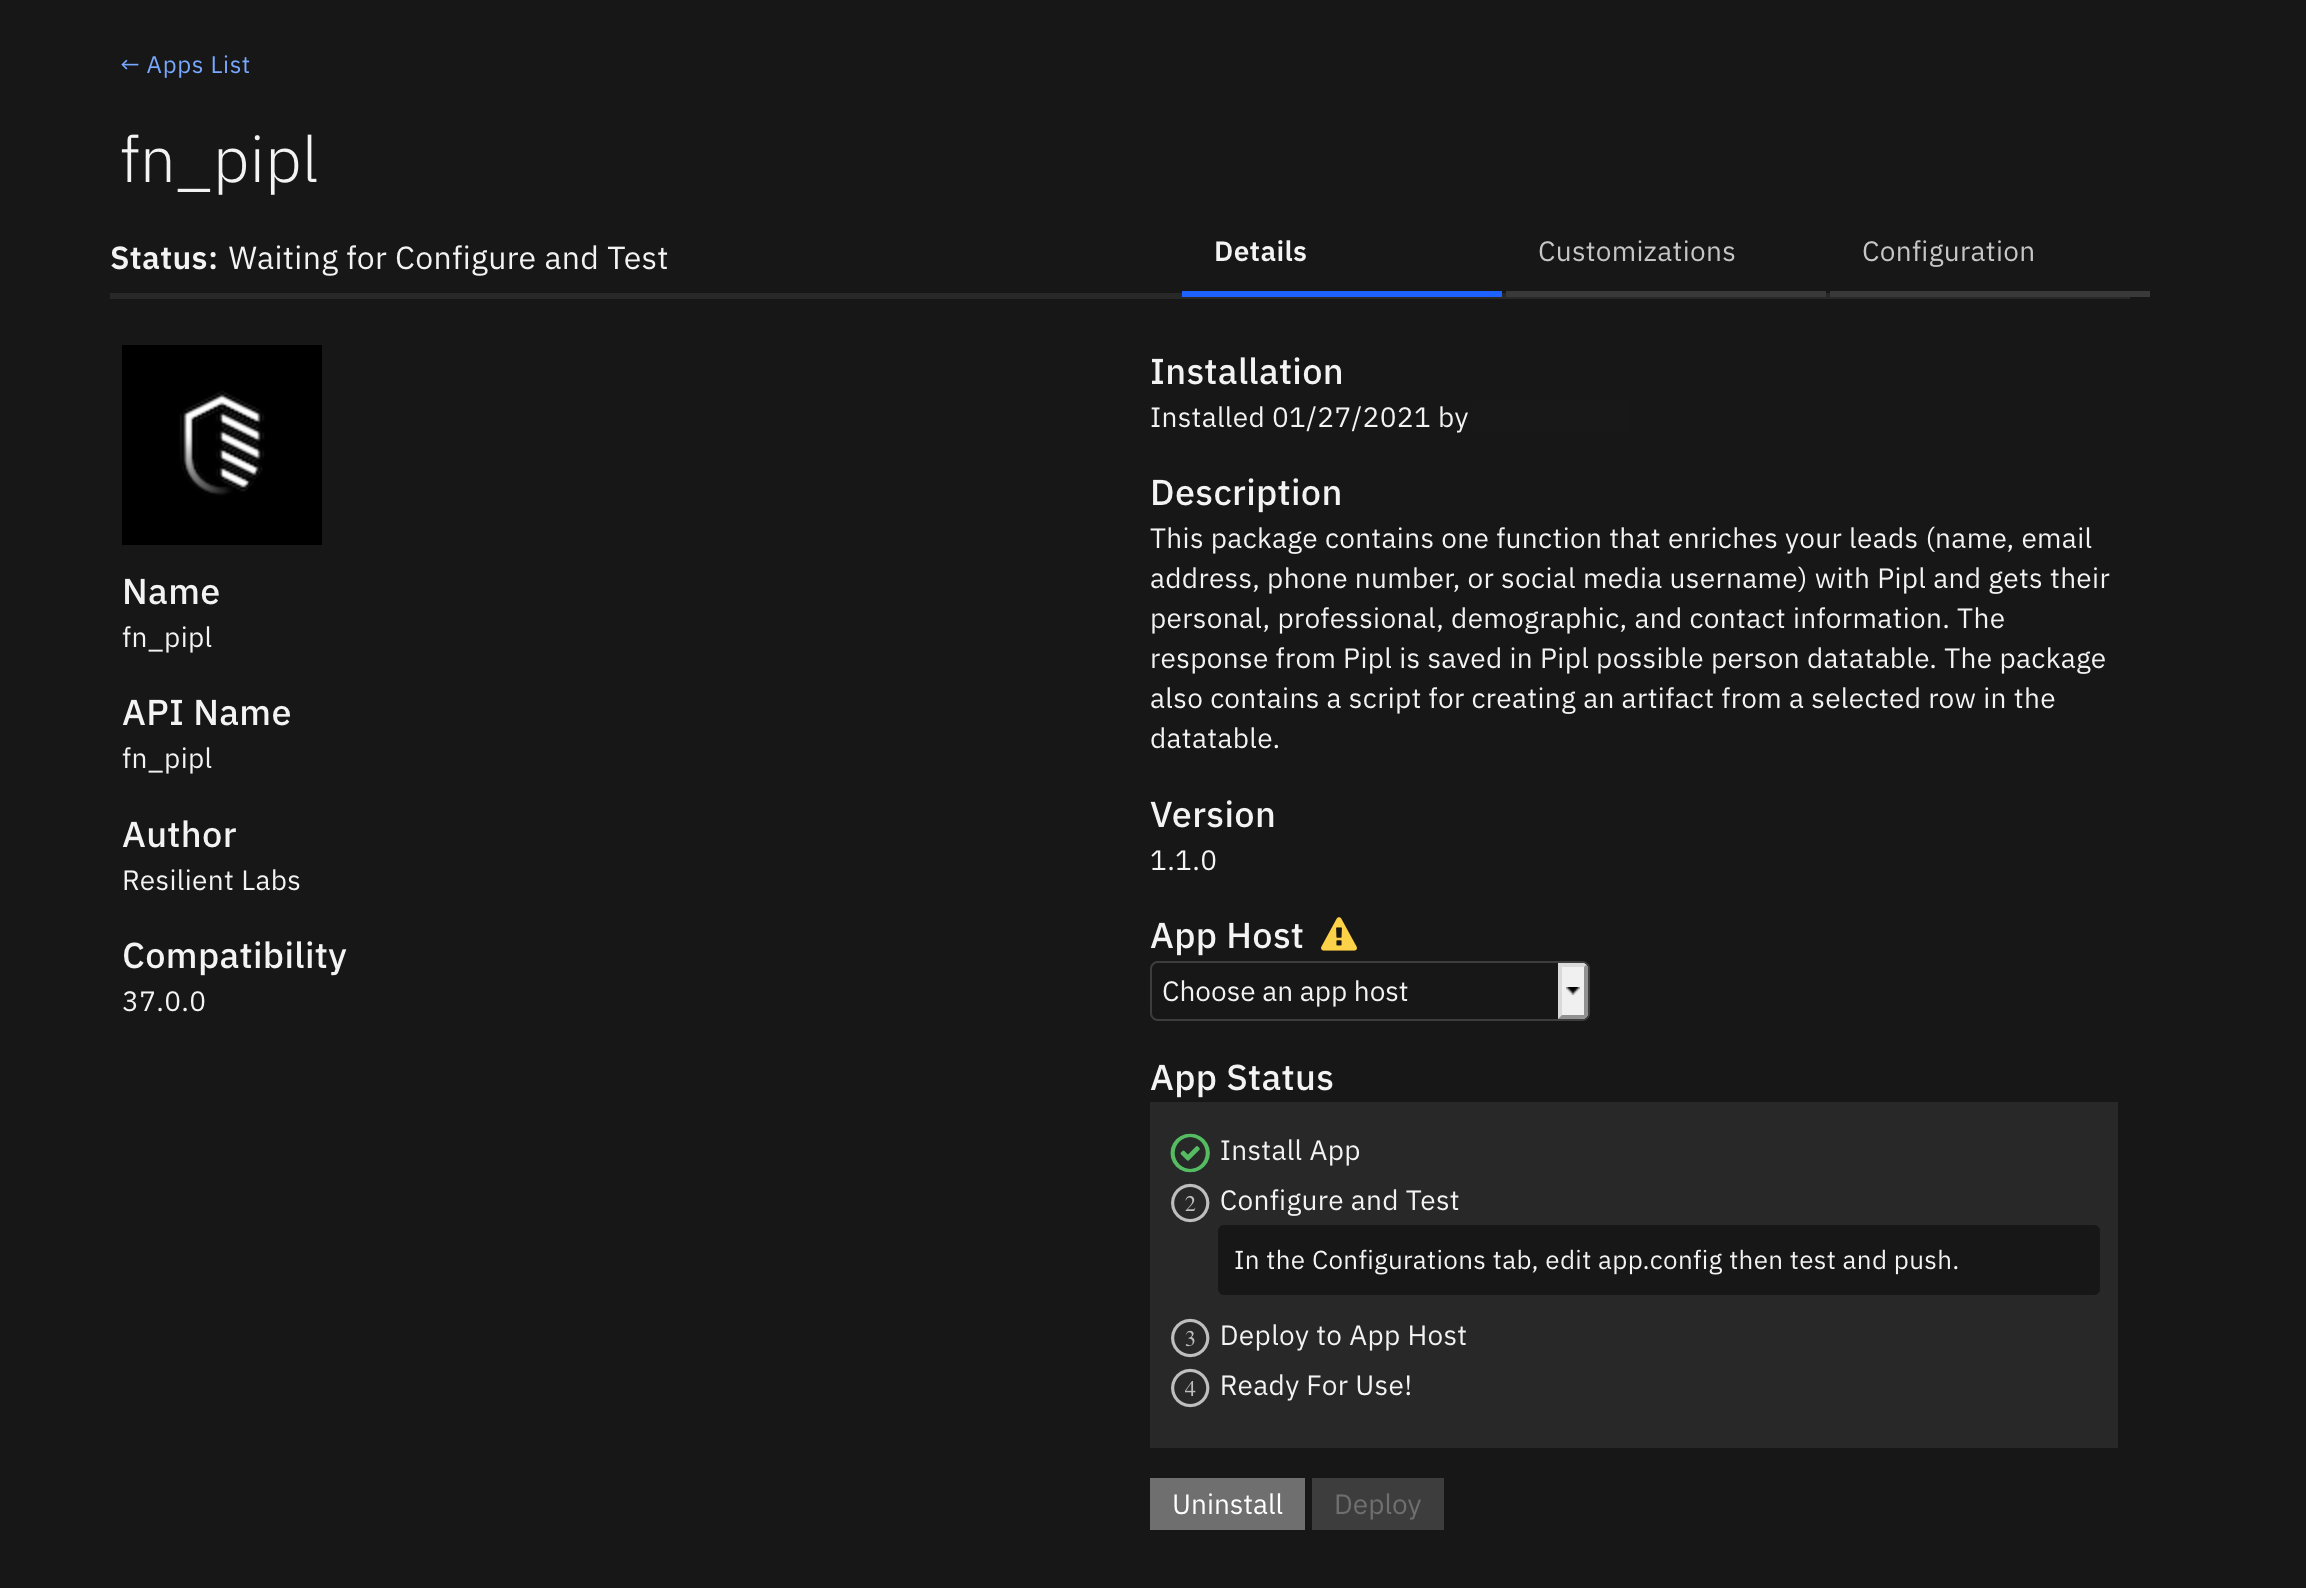 ← Apps List
fn_pipl
Status: Waiting for Configure and Test
Details
Customizations
Configuration
Name
fn_pipl
API Name
fn_pipl
Author
Resilient Labs
Compatibility
37.0.0
Installation
Installed 01/27/2021 by
Description
This package contains one function that enriches your leads (name, email
address, phone number, or social media username) with Pipl and gets their
personal, professional, demographic, and contact information. The
response from Pipl is saved in Pipl possible person datatable. The package
also contains a script for creating an artifact from a selected row in the
datatable.
Version
1.1.0
App Host
Choose an app host
App Status
Install App
2 Configure and Test
In the Configurations tab, edit app.config then test and push.
3 Deploy to App Host
4 Ready For Use!
Uninstall
Deploy